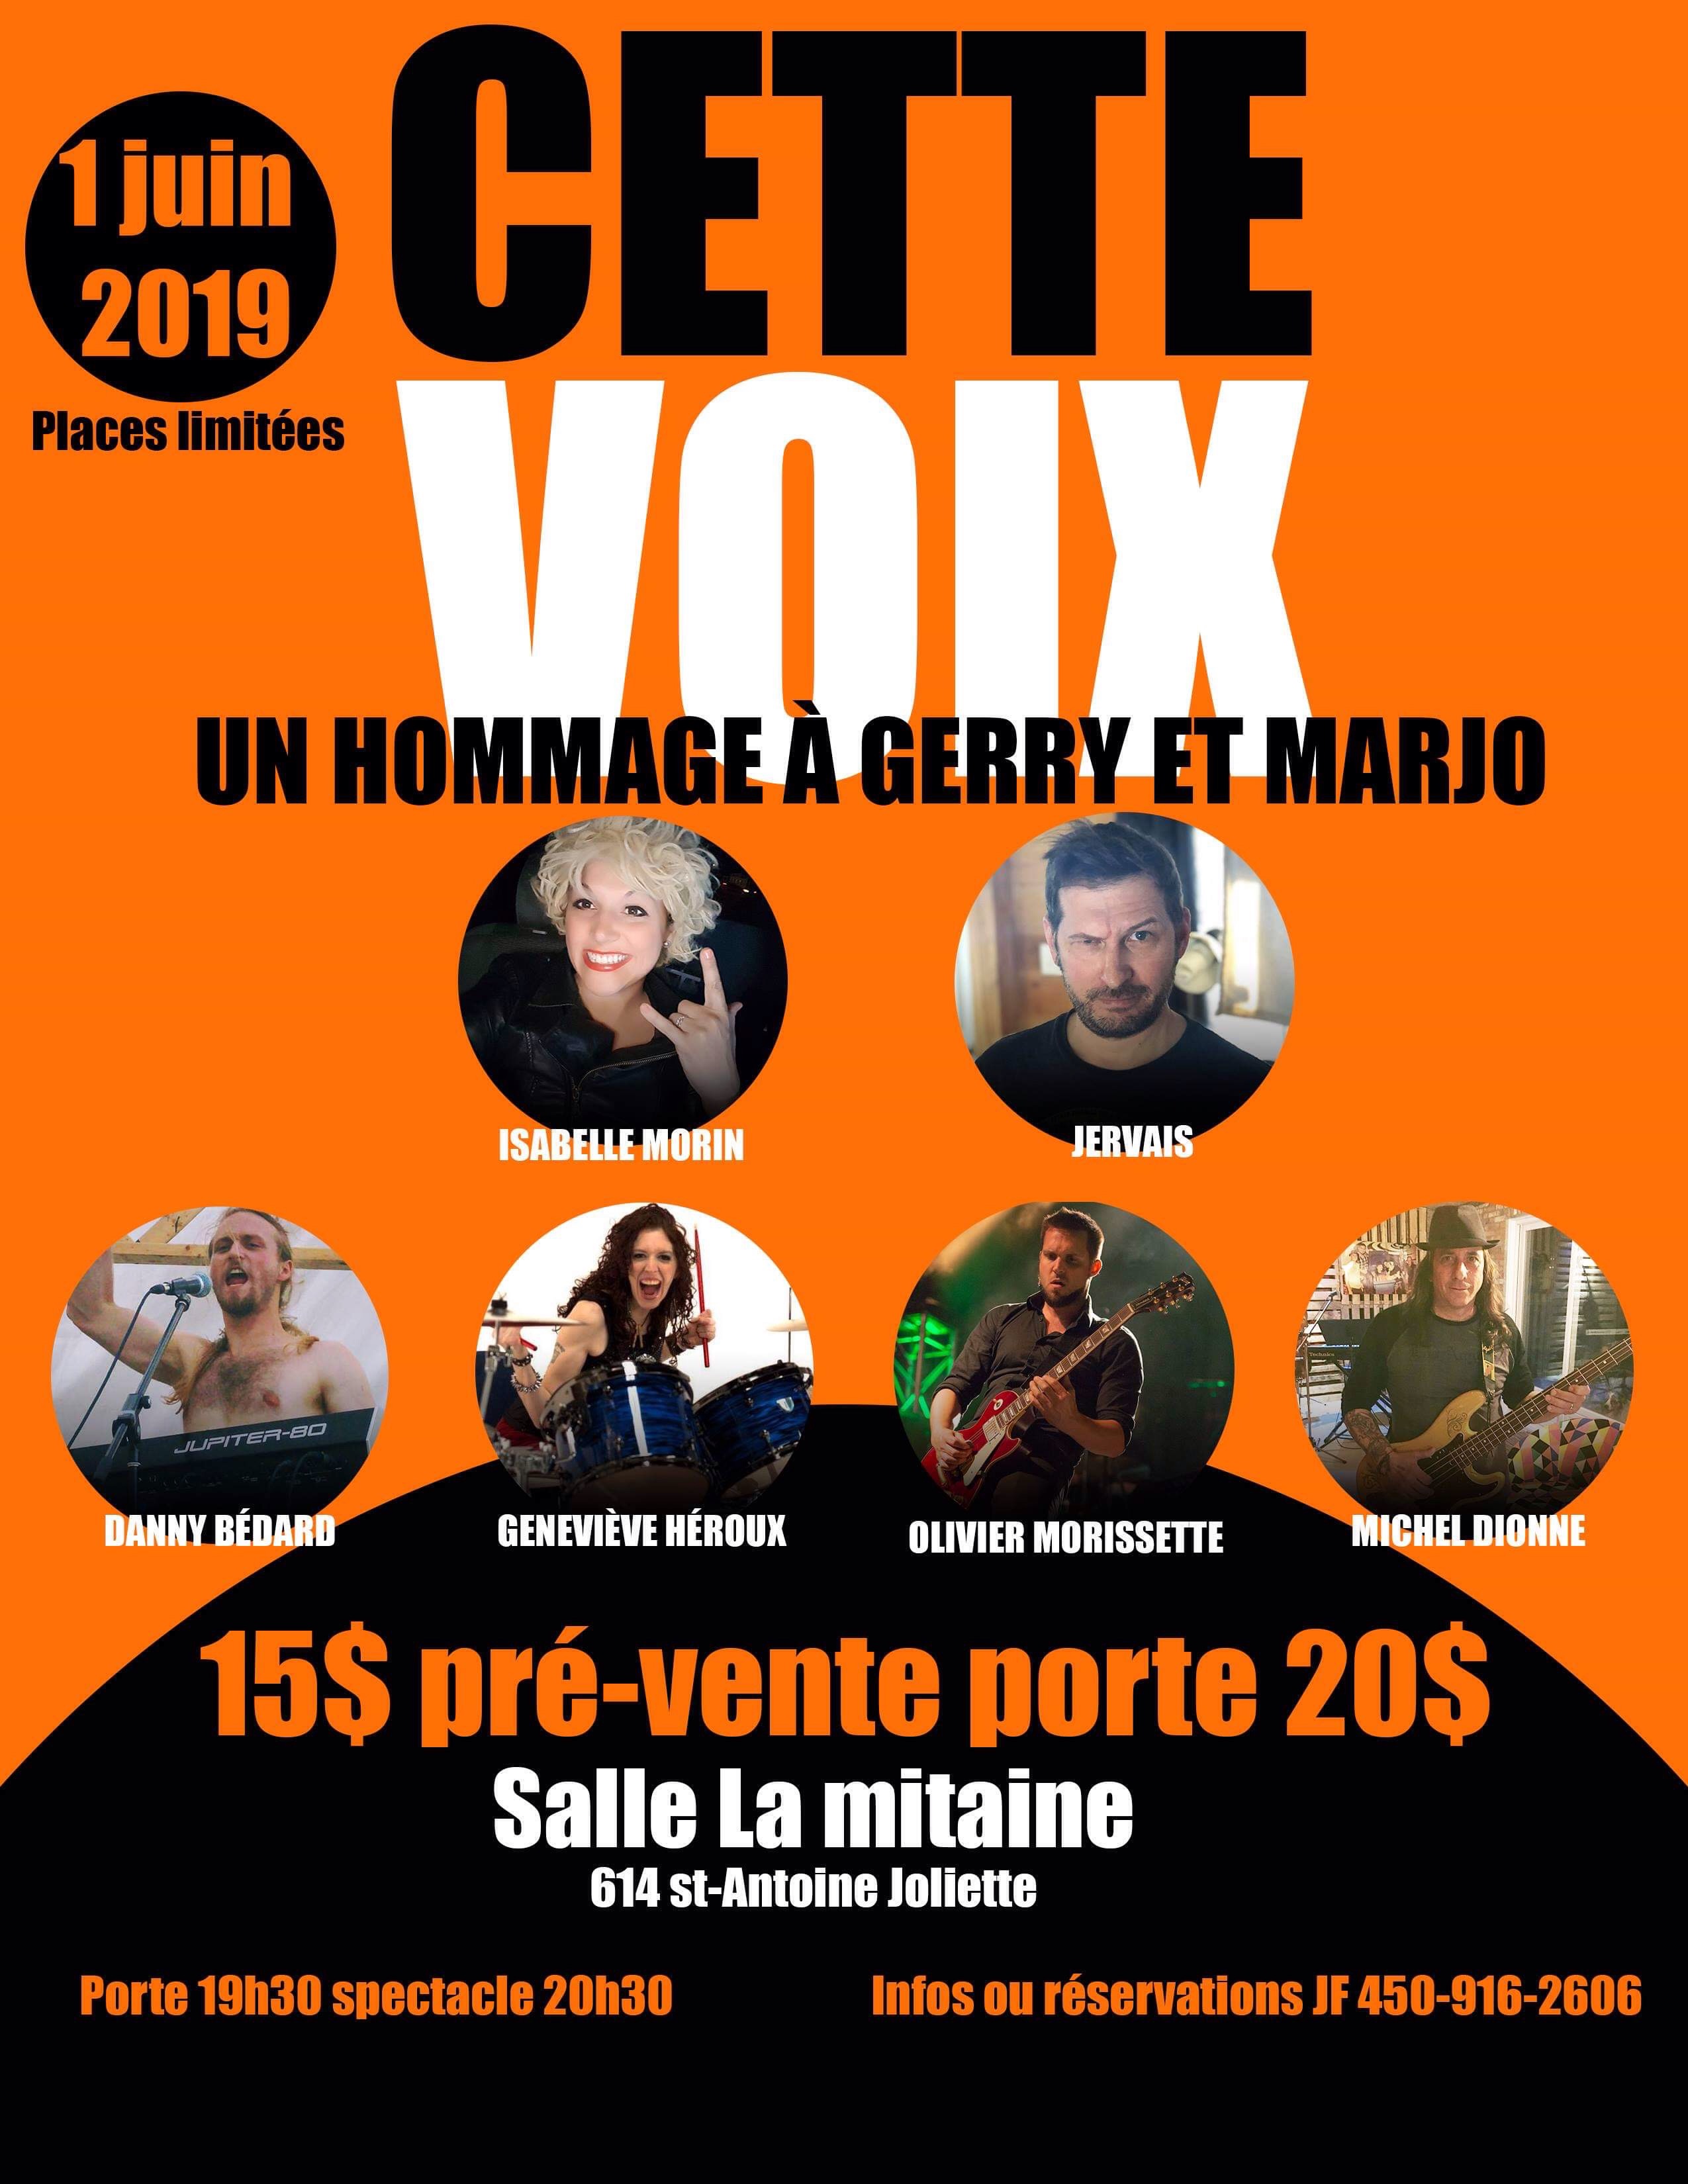 CETTE
VOIX
1 juin
2019
Places limitées
UN HOMMAGE À GERRY ET MARJO
ISABELLE MORIN
JERVAIS
JUPITER-80
Technics
DANNY BÉDARD
GENEVIÈVE HÉROUX
OLIVIER MORISSETTE
MICHEL DIONNE
15$ pré-vente porte 20$
Salle La mitaine
614 st-Antoine Joliette
Porte 19h30 spectacle 20h30
Infos ou réservations JF 450-916-2606